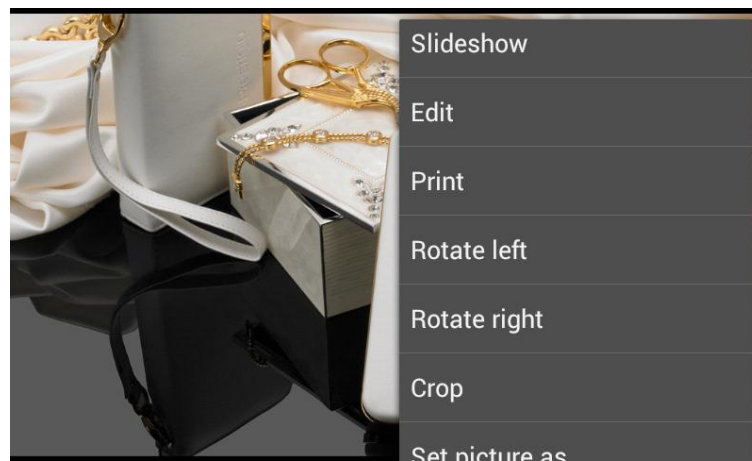 Slideshow
Edit
Print
Rotate left
Rotate right
Crop
Set picture as